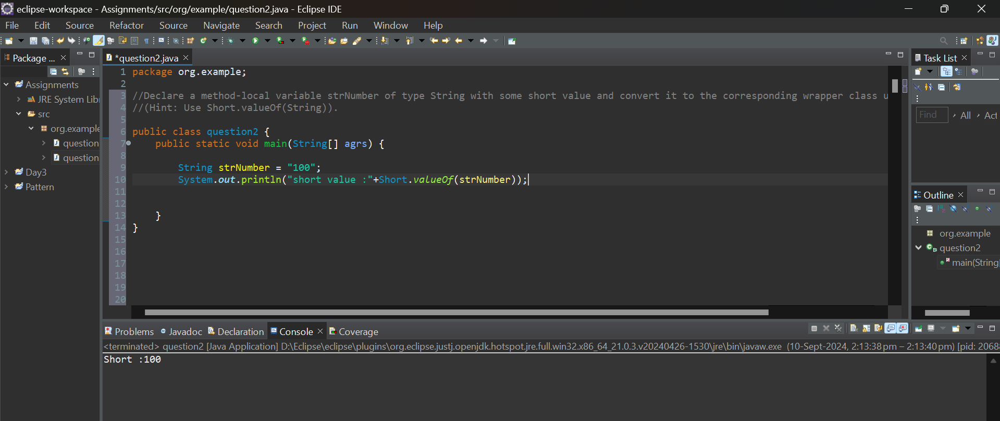 eclipse-workspace - Assignments/src/org/example/question2.java - Eclipse IDE
File Edit Source Refactor Source Navigate Search Project Run Window Help
Package ...
*question2.java
Task List
Assignments
JRE System Lib
src
org.example
question
question
Day3
Pattern
1 package org.example;
2
3 //Declare a method-local variable strNumber of type String with some short value and convert it to the corresponding wrapper class u
4 //(Hint: Use Short.valueOf(String)).
5
6 public class question2 {
7 public static void main(String[] agrs) {
8
9 String strNumber = "100";
10 System.out.println("short value :"+Short.valueOf(strNumber));
11
12
13 }
14 }
15
16
17
18
19
20
Find All Act
Outline
org.example
question2
main(String
Problems Javadoc Declaration Console Coverage
<terminated> question2 [Java Application] D:\Eclipse\eclipse\plugins\org.eclipse.justj.openjdk.hotspot.jre.full.win32.x86_64_21.0.3.v20240426-1530\jre\bin\javaw.exe (10-Sept-2024, 2:13:38 pm – 2:13:40 pm) [pid: 2068
Short :100